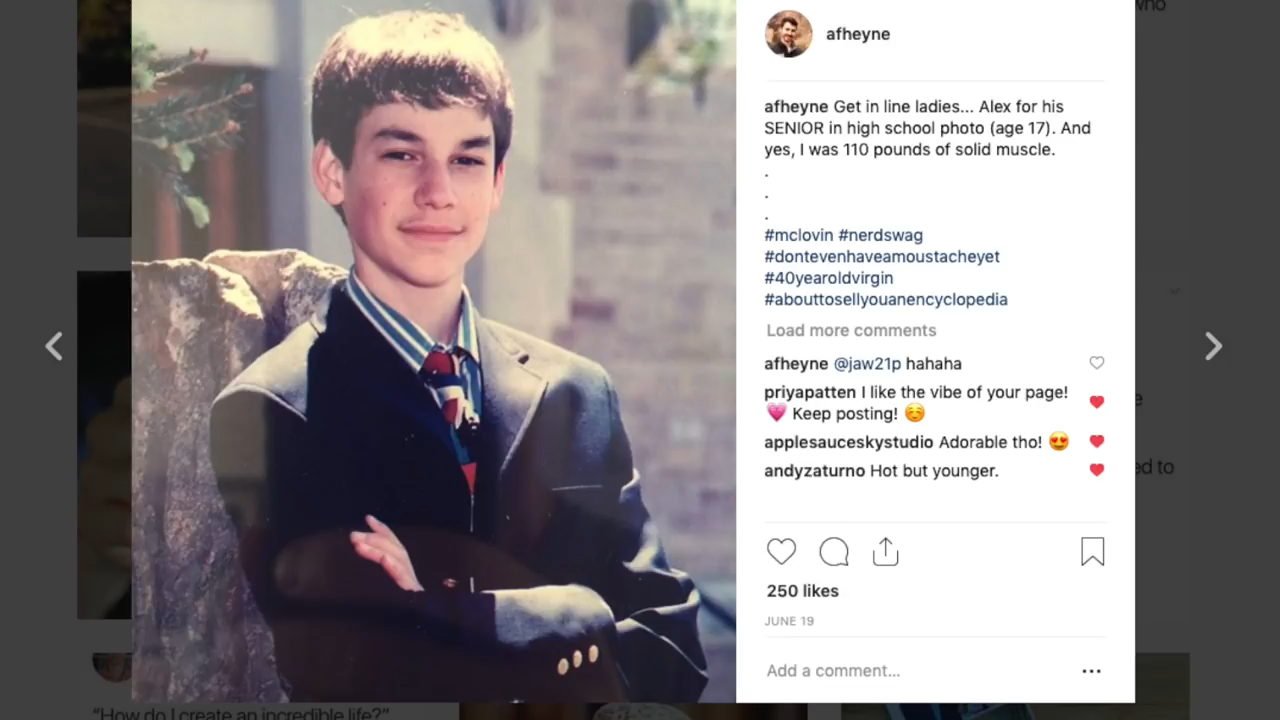 afheyne
afheyne Get in line ladies... Alex for his
SENIOR in high school photo (age 17). And
yes, I was 110 pounds of solid muscle.
.
.
.
#mclovin #nerdswag
#dontevenhaveamoustacheyet
#40yearoldvirgin
#abouttosellyouanencyclopedia
Load more comments
afheyne @jaw21p hahaha
priyapatten I like the vibe of your page!
💗 Keep posting! ☺️
applesauceskystudio Adorable tho! 😍
andyzaturno Hot but younger.
250 likes
JUNE 19
Add a comment...
"How do I create an incredible life?"